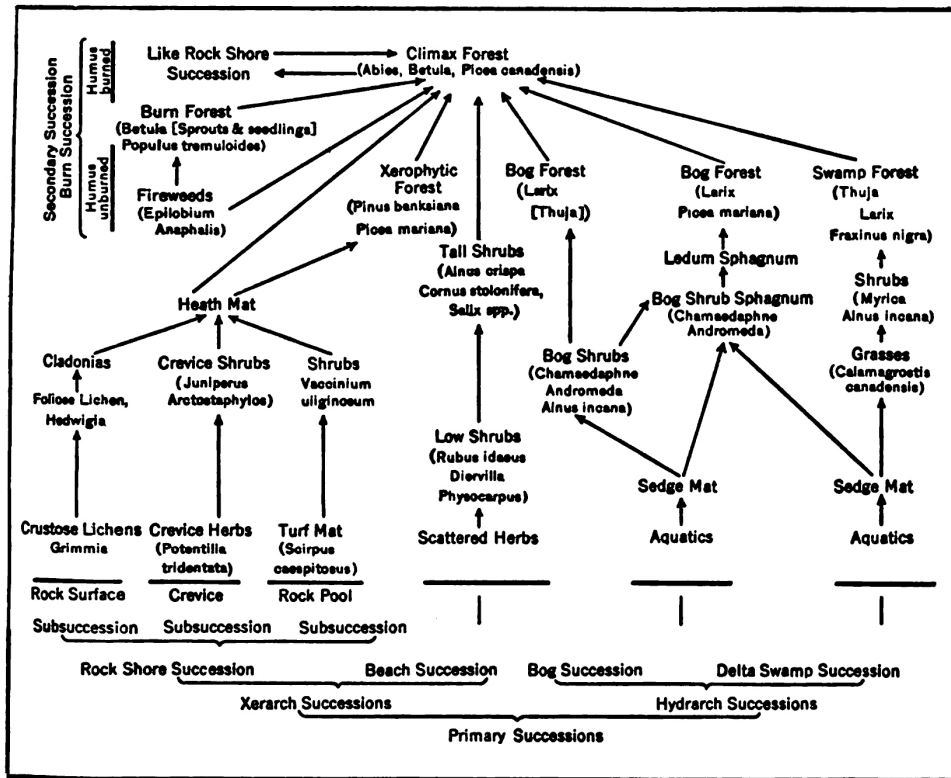 Secondary Succession
Burn Succession
Humus
burned
Humus
unburned
Like Rock Shore
Succession
Climax Forest
(Abies, Betula, Picea canadensis)
Burn Forest
(Betula [Sprouts & seedlings]
Populus tremuloides)
Fireweeds
(Epilobium
Anaphalis)
Xerophytic
Forest
(Pinus banksiana
Picea mariana)
Bog Forest
(Larix
[Thuja])
Bog Forest
(Larix
Picea mariana)
Swamp Forest
(Thuja
Larix
Fraxinus nigra)
Tall Shrubs
(Alnus crispa
Cornus stolonifera,
Salix spp.)
Ledum Sphagnum
Shrubs
(Myrica
Alnus incana)
Heath Mat
Bog Shrub Sphagnum
(Chamaedaphne
Andromeda)
Cladonias
Crevice Shrubs
(Juniperus
Arctostaphylos)
Shrubs
Vaccinium
uliginosum
Bog Shrubs
(Chamaedaphne
Andromeda
Alnus incana)
Grasses
(Calamagrostis
canadensis)
Foliose Lichen,
Hedwigia
Low Shrubs
(Rubus idaeus
Diervilla
Physocarpus)
Sedge Mat
Sedge Mat
Crustose Lichens
Grimmia
Crevice Herbs
(Potentilla
tridentata)
Turf Mat
(Scirpus
caespitosus)
Scattered Herbs
Aquatics
Aquatics
Rock Surface
Crevice
Rock Pool
Subsuccession
Subsuccession
Subsuccession
Rock Shore Succession
Beach Succession
Bog Succession
Delta Swamp Succession
Xerarch Successions
Hydrarch Successions
Primary Successions